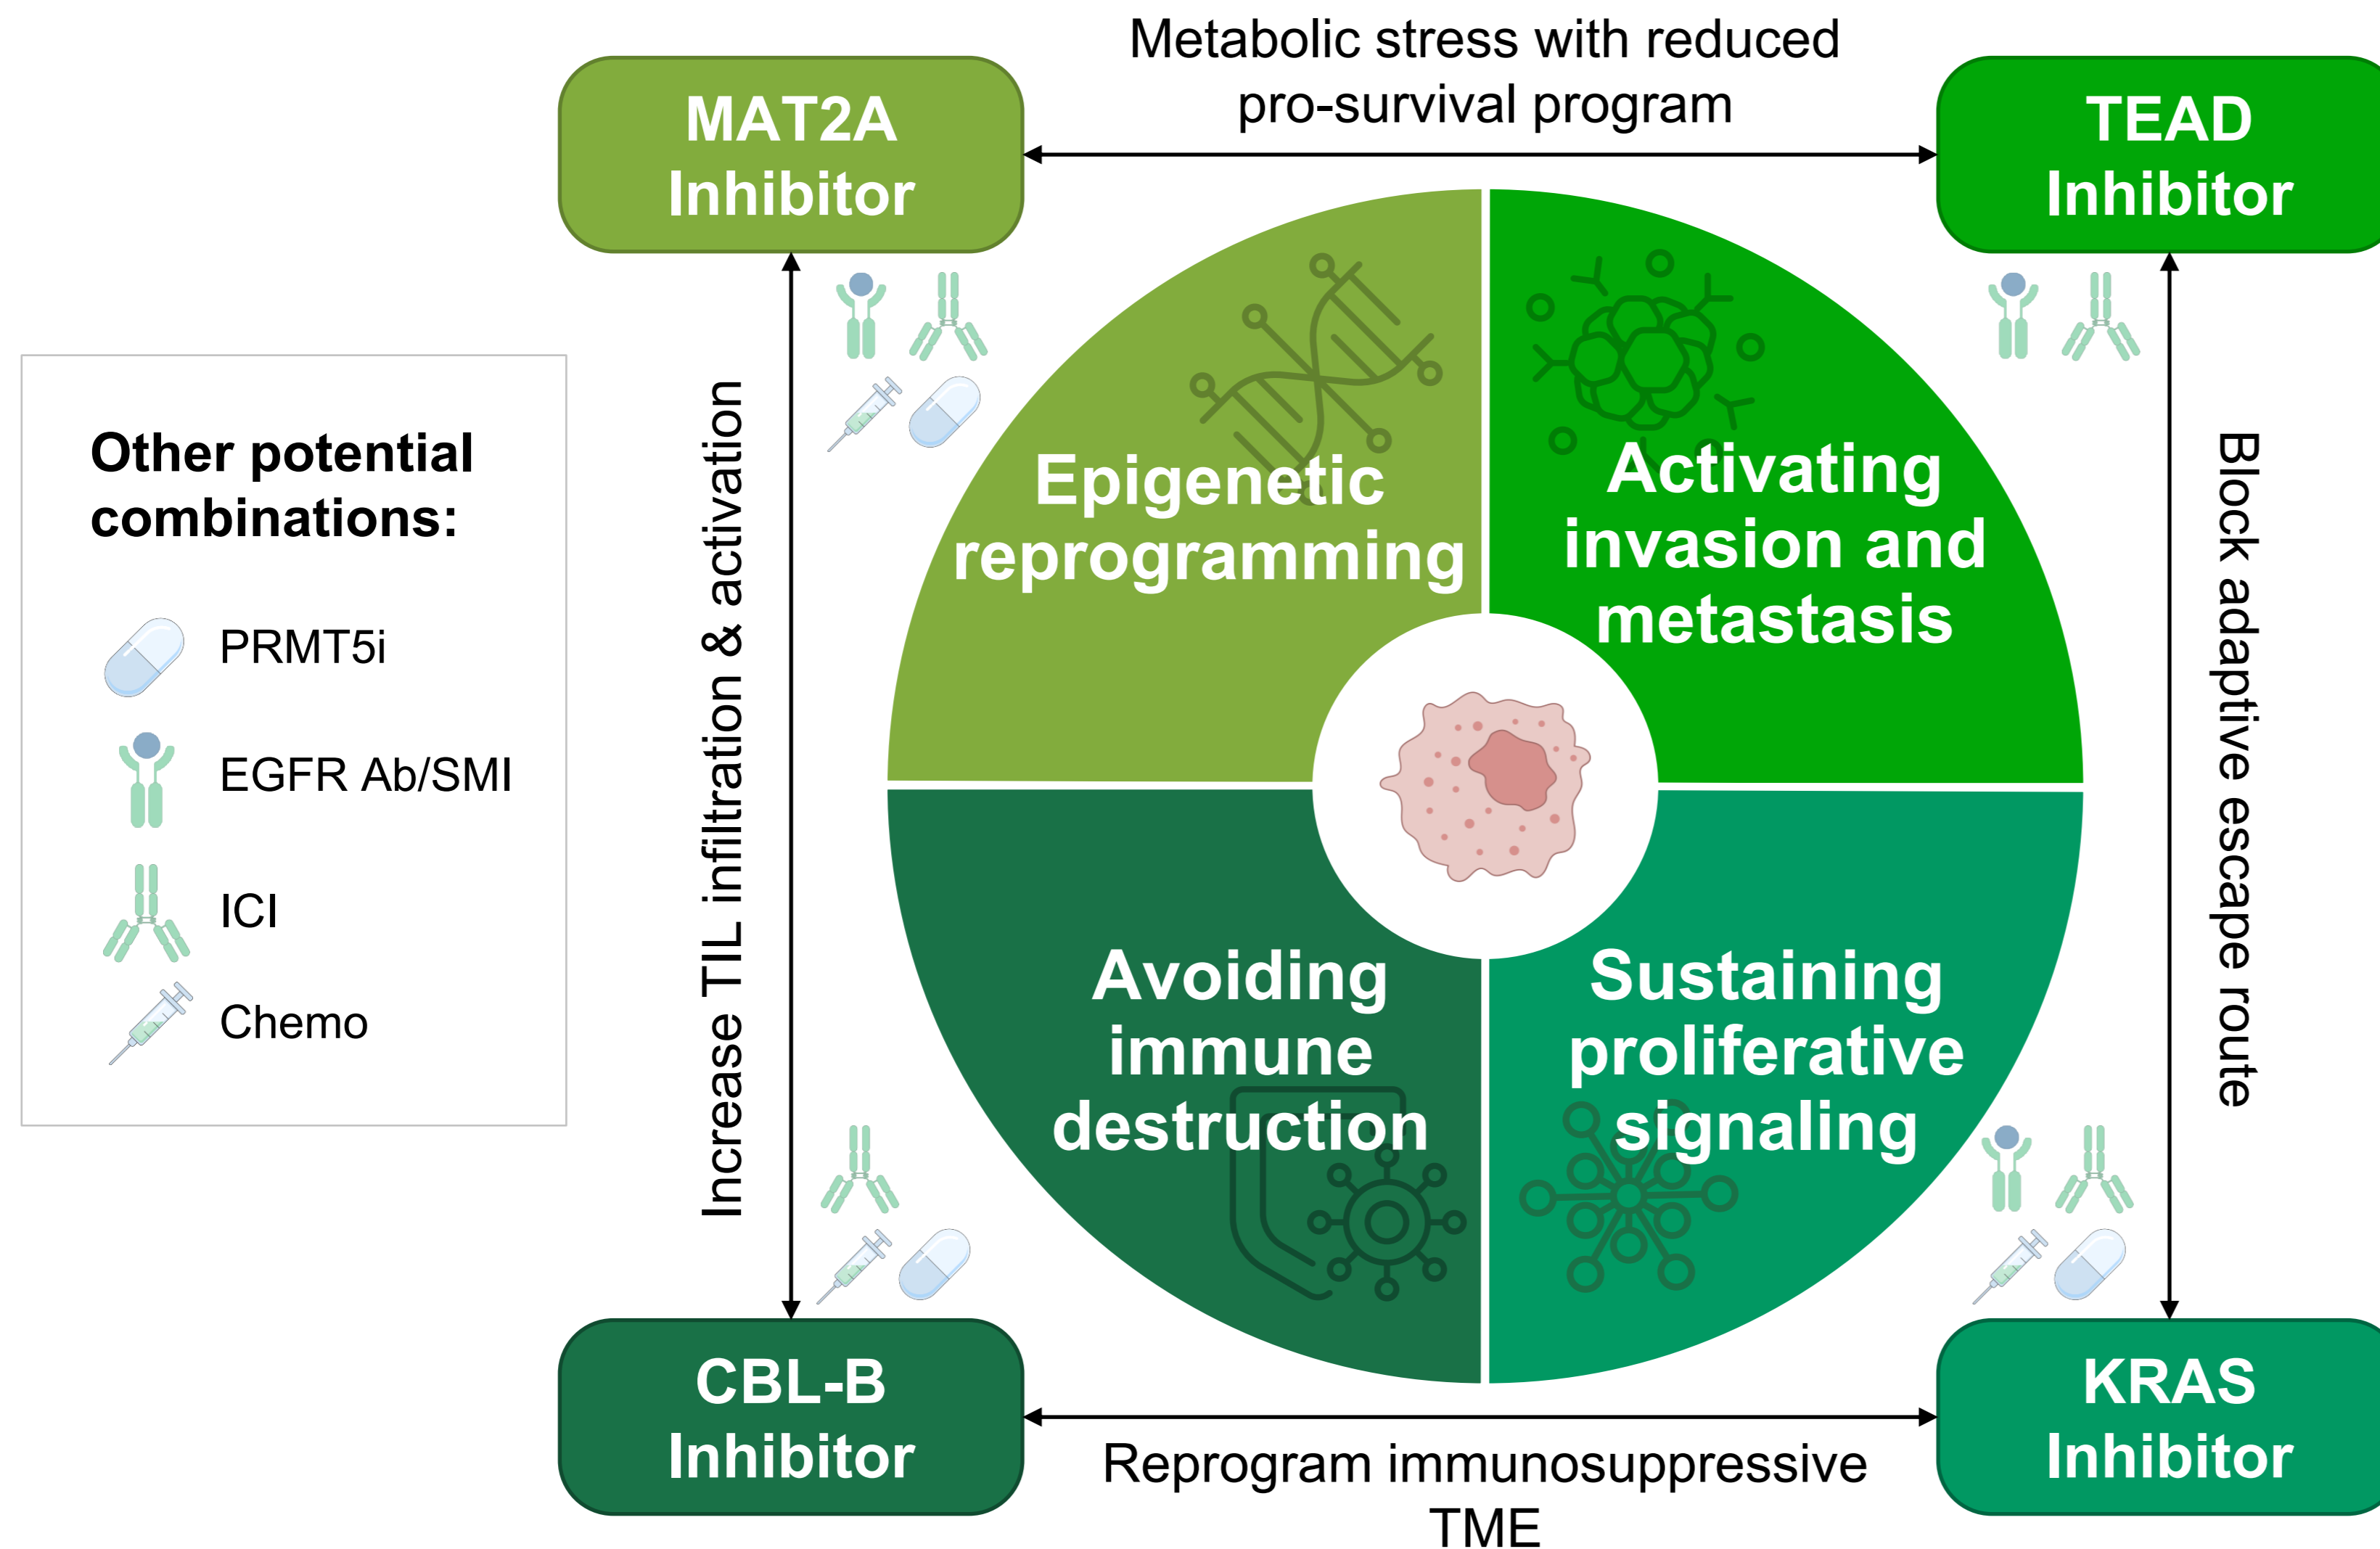 Metabolic stress with reduced
pro-survival program
MAT2A
Inhibitor
TEAD
Inhibitor
Other potential
combinations:
PRMT5i
EGFR Ab/SMI
ICI
Chemo
Increase TIL infiltration & activation
Epigenetic
reprogramming
Activating
invasion and
metastasis
Avoiding
immune
destruction
Sustaining
proliferative
signaling
Block adaptive escape route
CBL-B
Inhibitor
KRAS
Inhibitor
Reprogram immunosuppressive
TME